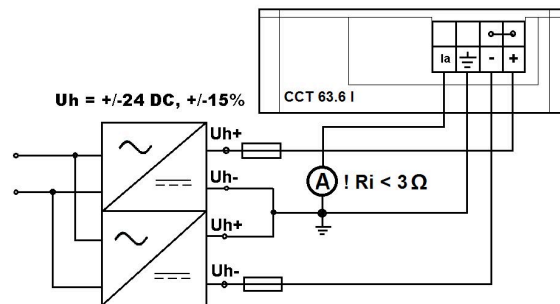 Ia - +
CCT 63.6 I
Uh = +/-24 DC, +/-15%
Uh+
Uh-
A ! Ri < 3 Ω
Uh+
Uh-